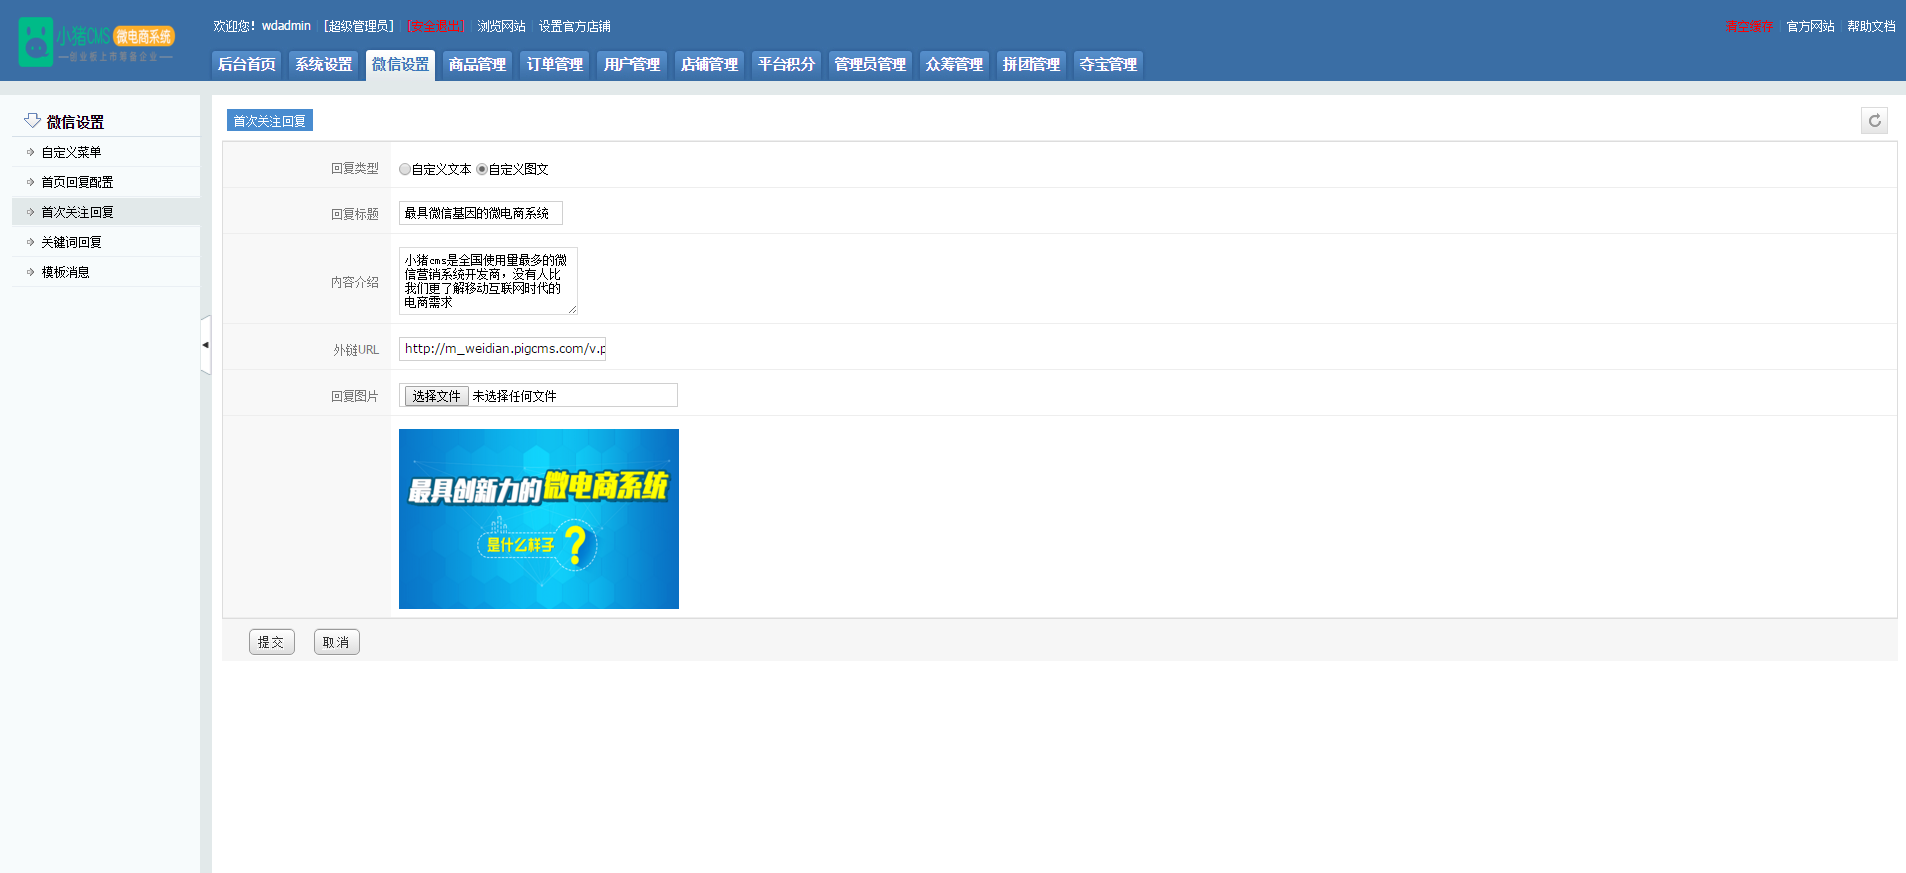 小猪CMS 微电商系统
欢迎您！wdadmin | [超级管理员] | [安全退出] | 浏览网站 | 设置官方店铺
清空缓存 | 官方网站 | 帮助文档
后台首页 系统设置 微信设置 商品管理 订单管理 用户管理 店铺管理 平台积分 管理员管理 众筹管理 拼团管理 夺宝管理
微信设置
自定义菜单
首页回复配置
首次关注回复
关键词回复
模板消息
首次关注回复
回复类型 自定义文本 自定义图文
回复标题 最具微信基因的微电商系统
内容介绍
小猪cms是全国使用量最多的微
信营销系统开发商，没有人比
我们更了解移动互联网时代的
电商需求
外链URL http://m_weidian.pigcms.com/v.p
回复图片 选择文件 未选择任何文件
最具创新力的微电商系统
是什么样子？
提交 取消